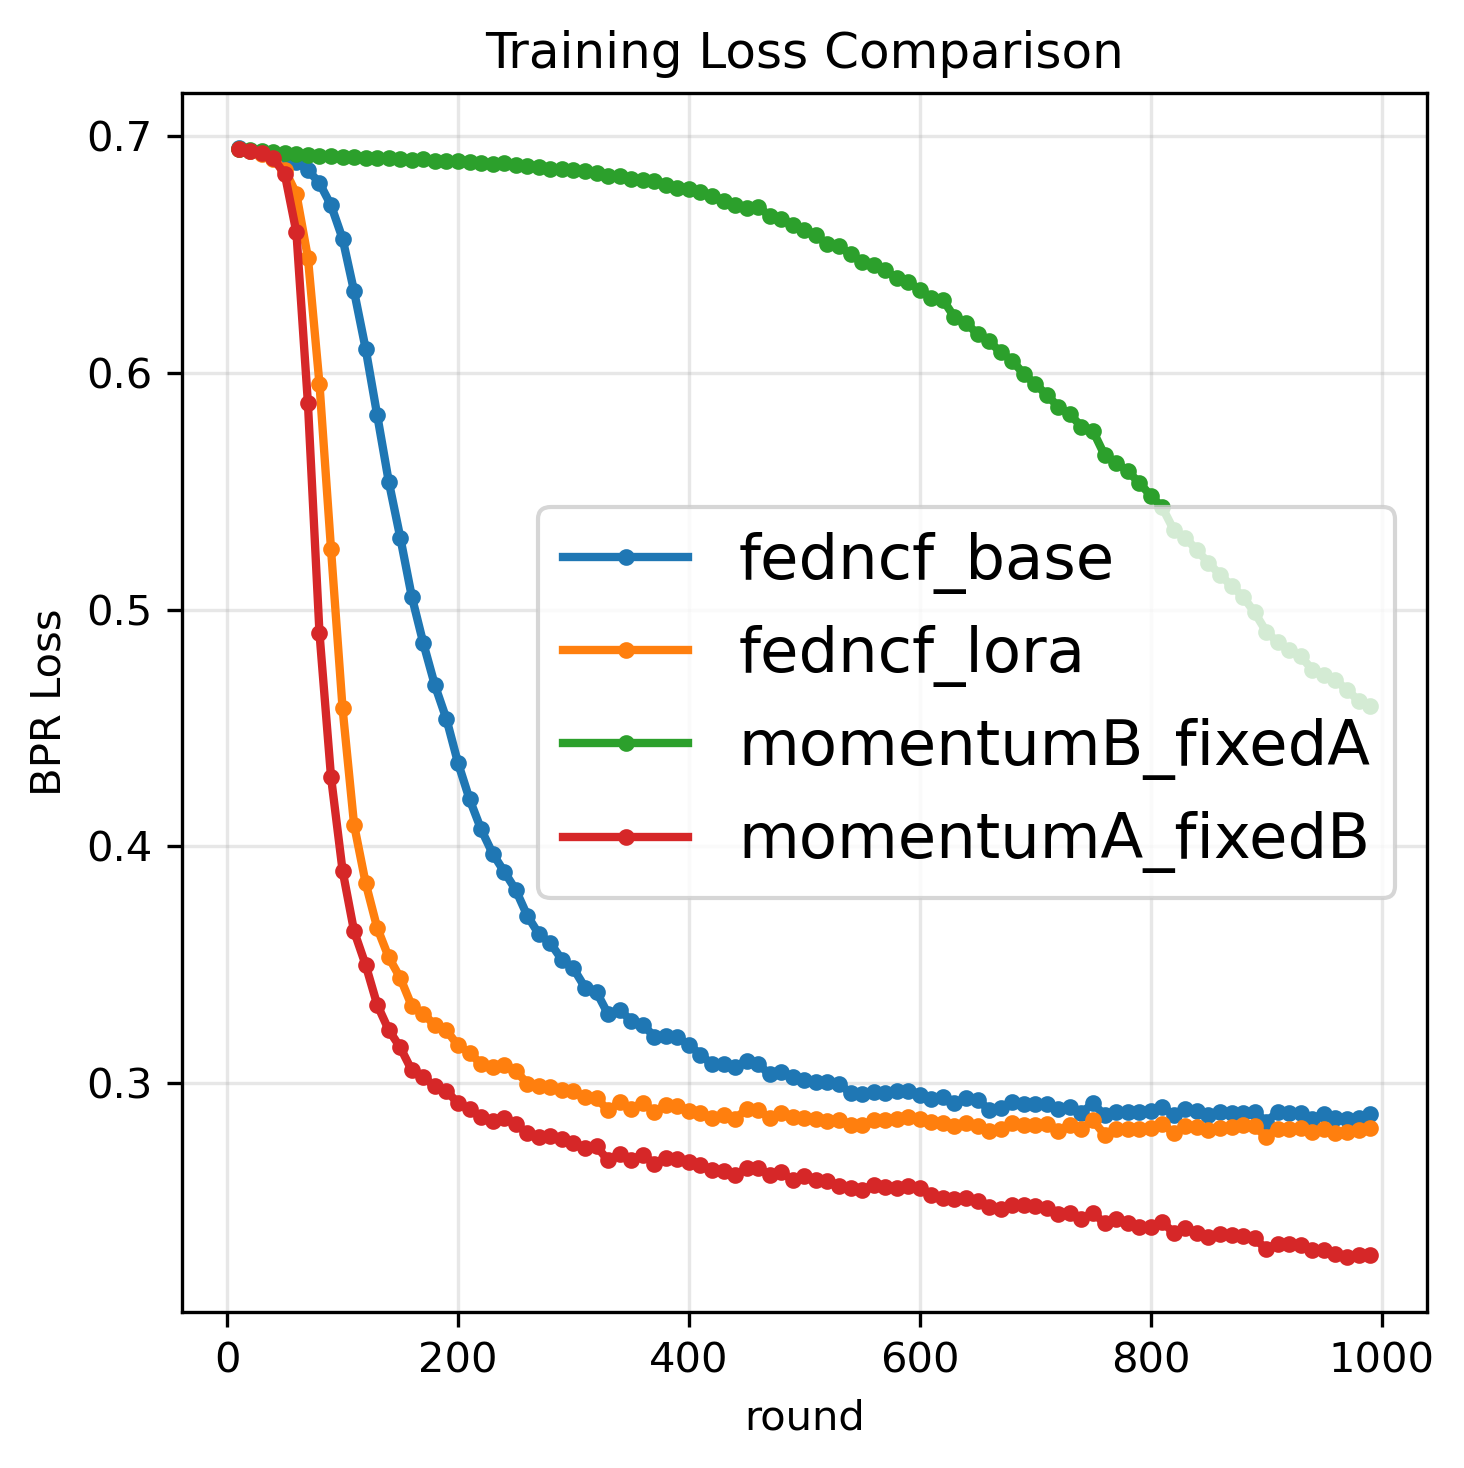 Training Loss Comparison
BPR Loss
0.7
0.6
0.5
0.4
0.3
fedncf_base
fedncf_lora
momentumB_fixedA
momentumA_fixedB
0 200 400 600 800 1000
round